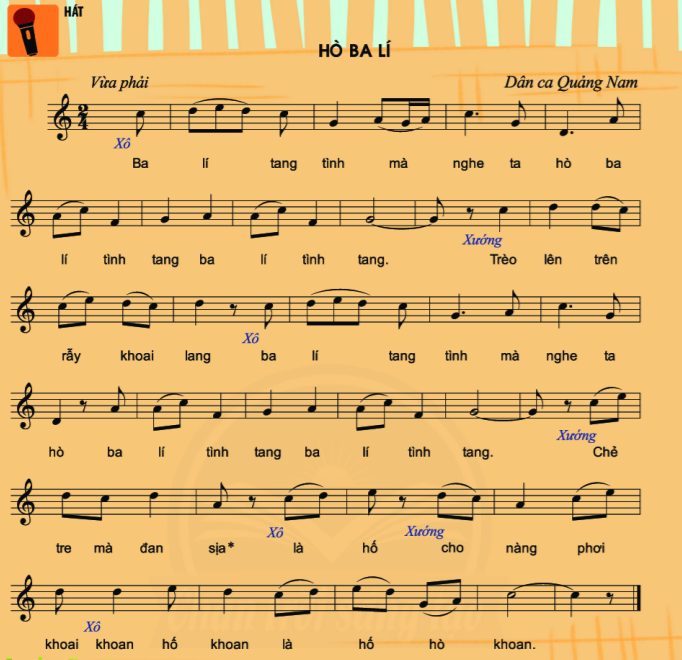 HÁT
HÒ BA LÍ
Vừa phải Dân ca Quảng Nam
Xô
Ba lí tang tình mà nghe ta hò ba
Xướng
lí tình tang ba lí tình tang. Trèo lên trên
Xô
rẫy khoai lang ba lí tang tình mà nghe ta
Xướng
hò ba lí tình tang ba lí tình tang. Chẻ
Xô Xướng
tre mà đan sịa* là hố cho nàng phơi
Xô
khoai khoan hố khoan là hố hò khoan.